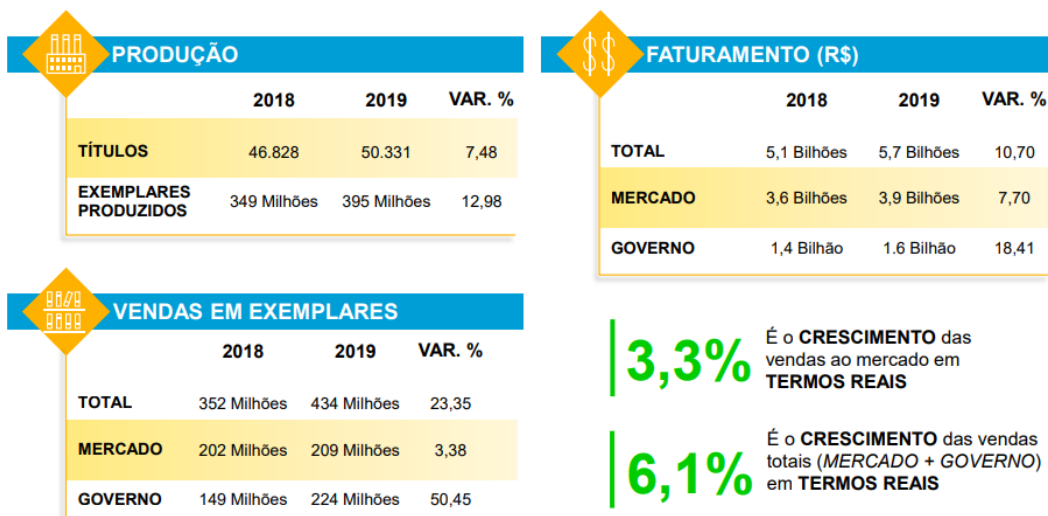 PRODUÇÃO
2018 2019 VAR. %
TÍTULOS 46.828 50.331 7,48
EXEMPLARES
PRODUZIDOS 349 Milhões 395 Milhões 12,98
VENDAS EM EXEMPLARES
2018 2019 VAR. %
TOTAL 352 Milhões 434 Milhões 23,35
MERCADO 202 Milhões 209 Milhões 3,38
GOVERNO 149 Milhões 224 Milhões 50,45
$$ FATURAMENTO (R$)
2018 2019 VAR. %
TOTAL 5,1 Bilhões 5,7 Bilhões 10,70
MERCADO 3,6 Bilhões 3,9 Bilhões 7,70
GOVERNO 1,4 Bilhão 1.6 Bilhão 18,41
3,3%
É o CRESCIMENTO das
vendas ao mercado em
TERMOS REAIS
6,1%
É o CRESCIMENTO das vendas
totais (MERCADO + GOVERNO)
em TERMOS REAIS